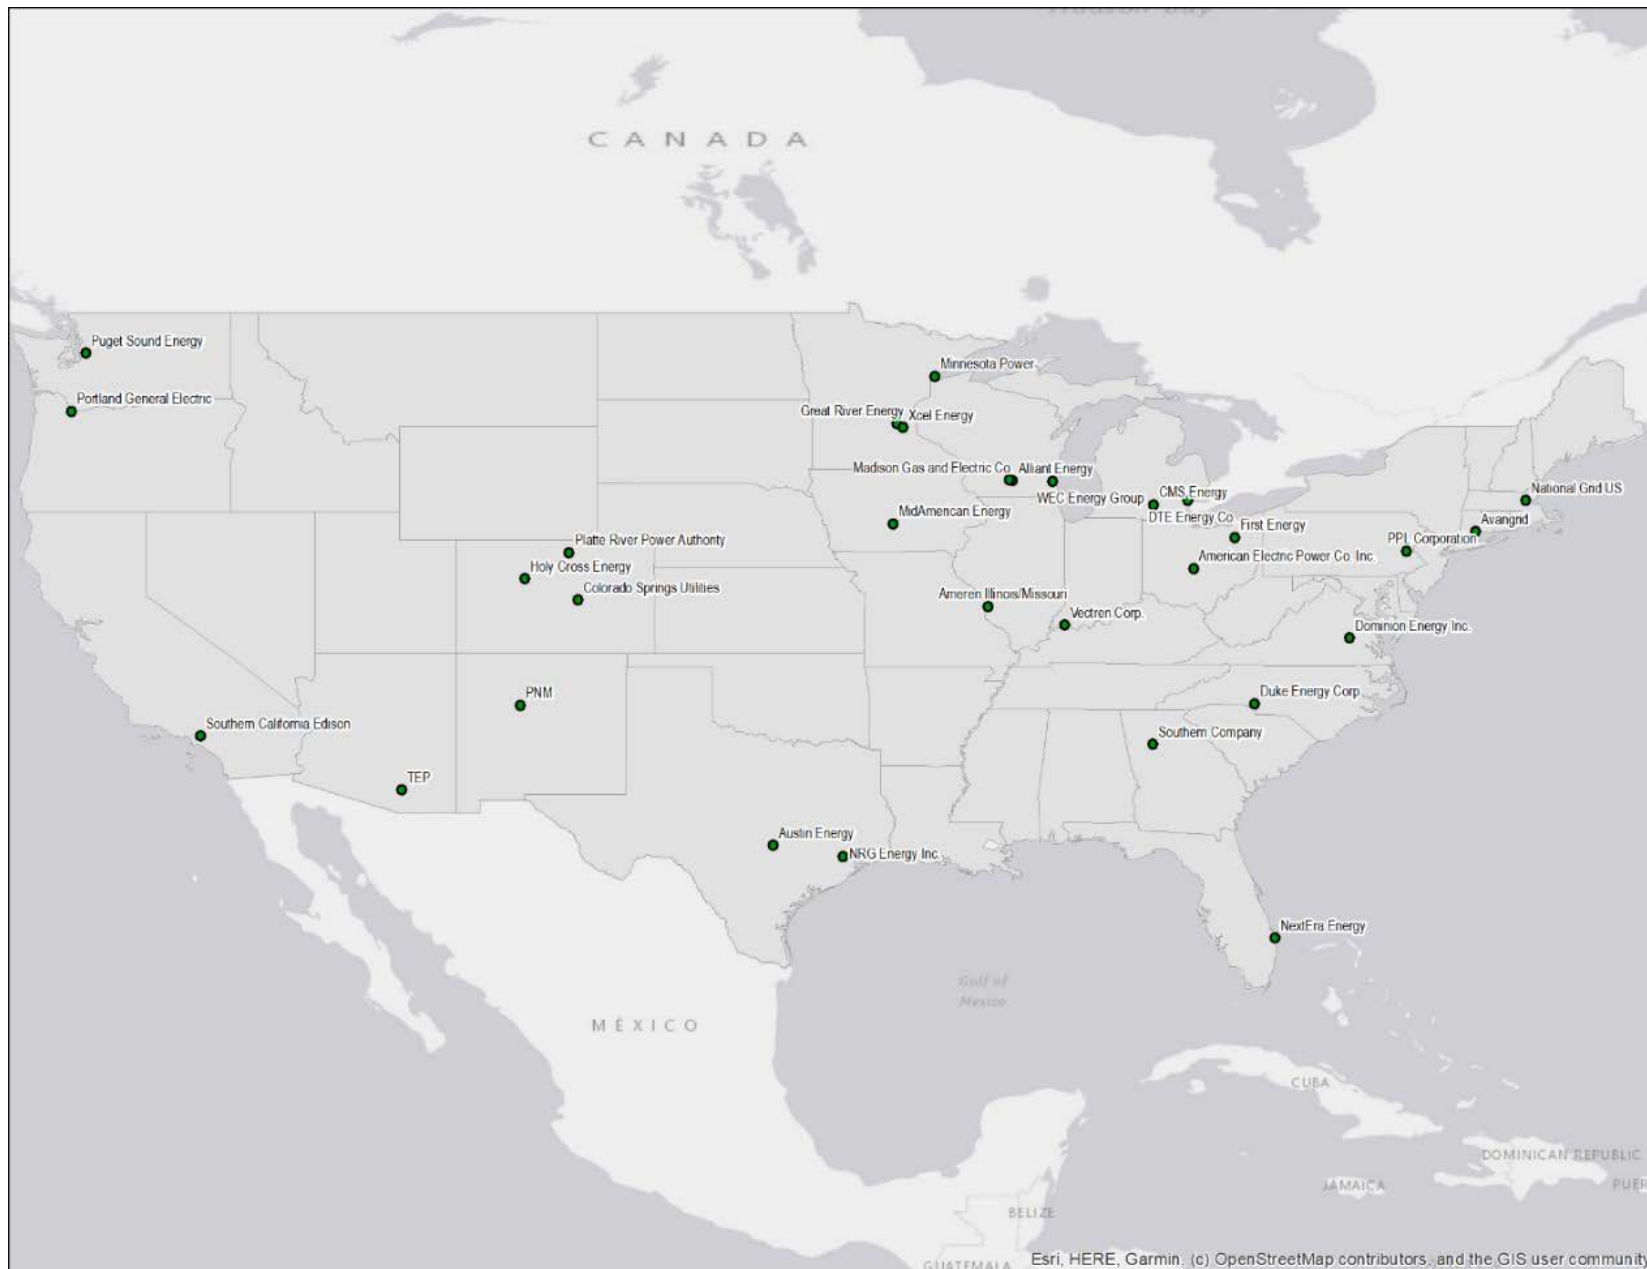 Hudson Bay
CANADA
Puget Sound Energy
Minnesota Power
Portland General Electric
Great River Energy
Xcel Energy
Madison Gas and Electric Co
Alliant Energy
WEC Energy Group
CMS Energy
National Grid US
MidAmerican Energy
DTE Energy Co
First Energy
Avangrid
PPL Corporation
Platte River Power Authority
American Electric Power Co. Inc.
Holy Cross Energy
Colorado Springs Utilities
Ameren Illinois/Missouri
Vectren Corp.
Dominion Energy Inc.
PNM
Duke Energy Corp
Southern California Edison
Southern Company
TEP
Austin Energy
NRG Energy Inc.
NextEra Energy
Gulf of
Mexico
MÉXICO
CUBA
DOMINICAN REPUBLIC
JAMAICA
PUER
BELIZE
GUATEMALA
Esri, HERE, Garmin, (c) OpenStreetMap contributors, and the GIS user community